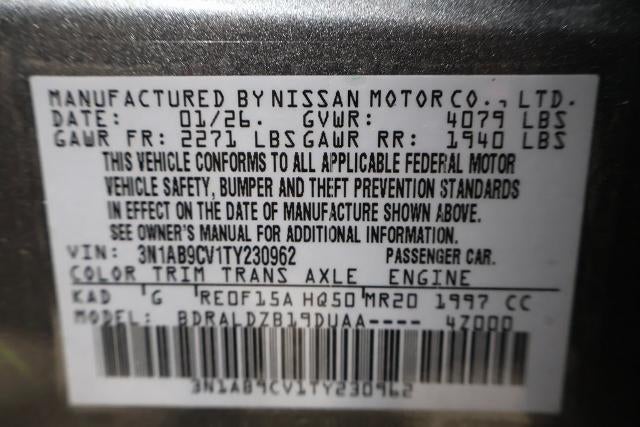 MANUFACTURED BY NISSAN MOTOR CO., LTD.
DATE: 01/26. GVWR: 4079 LBS
GAWR FR: 2271 LBS GAWR RR: 1940 LBS
THIS VEHICLE CONFORMS TO ALL APPLICABLE FEDERAL MOTOR
VEHICLE SAFETY, BUMPER AND THEFT PREVENTION STANDARDS
IN EFFECT ON THE DATE OF MANUFACTURE SHOWN ABOVE.
SEE OWNER'S MANUAL FOR ADDITIONAL INFORMATION.
VIN: 3N1AB9CV1TY230962 PASSENGER CAR.
COLOR TRIM TRANS AXLE ENGINE
KAD G RE0F15A HQ50 MR20 1997 CC
MODEL: BDRALDZB19DUAA---- 4Z000
3N1AB9CV1TY230962